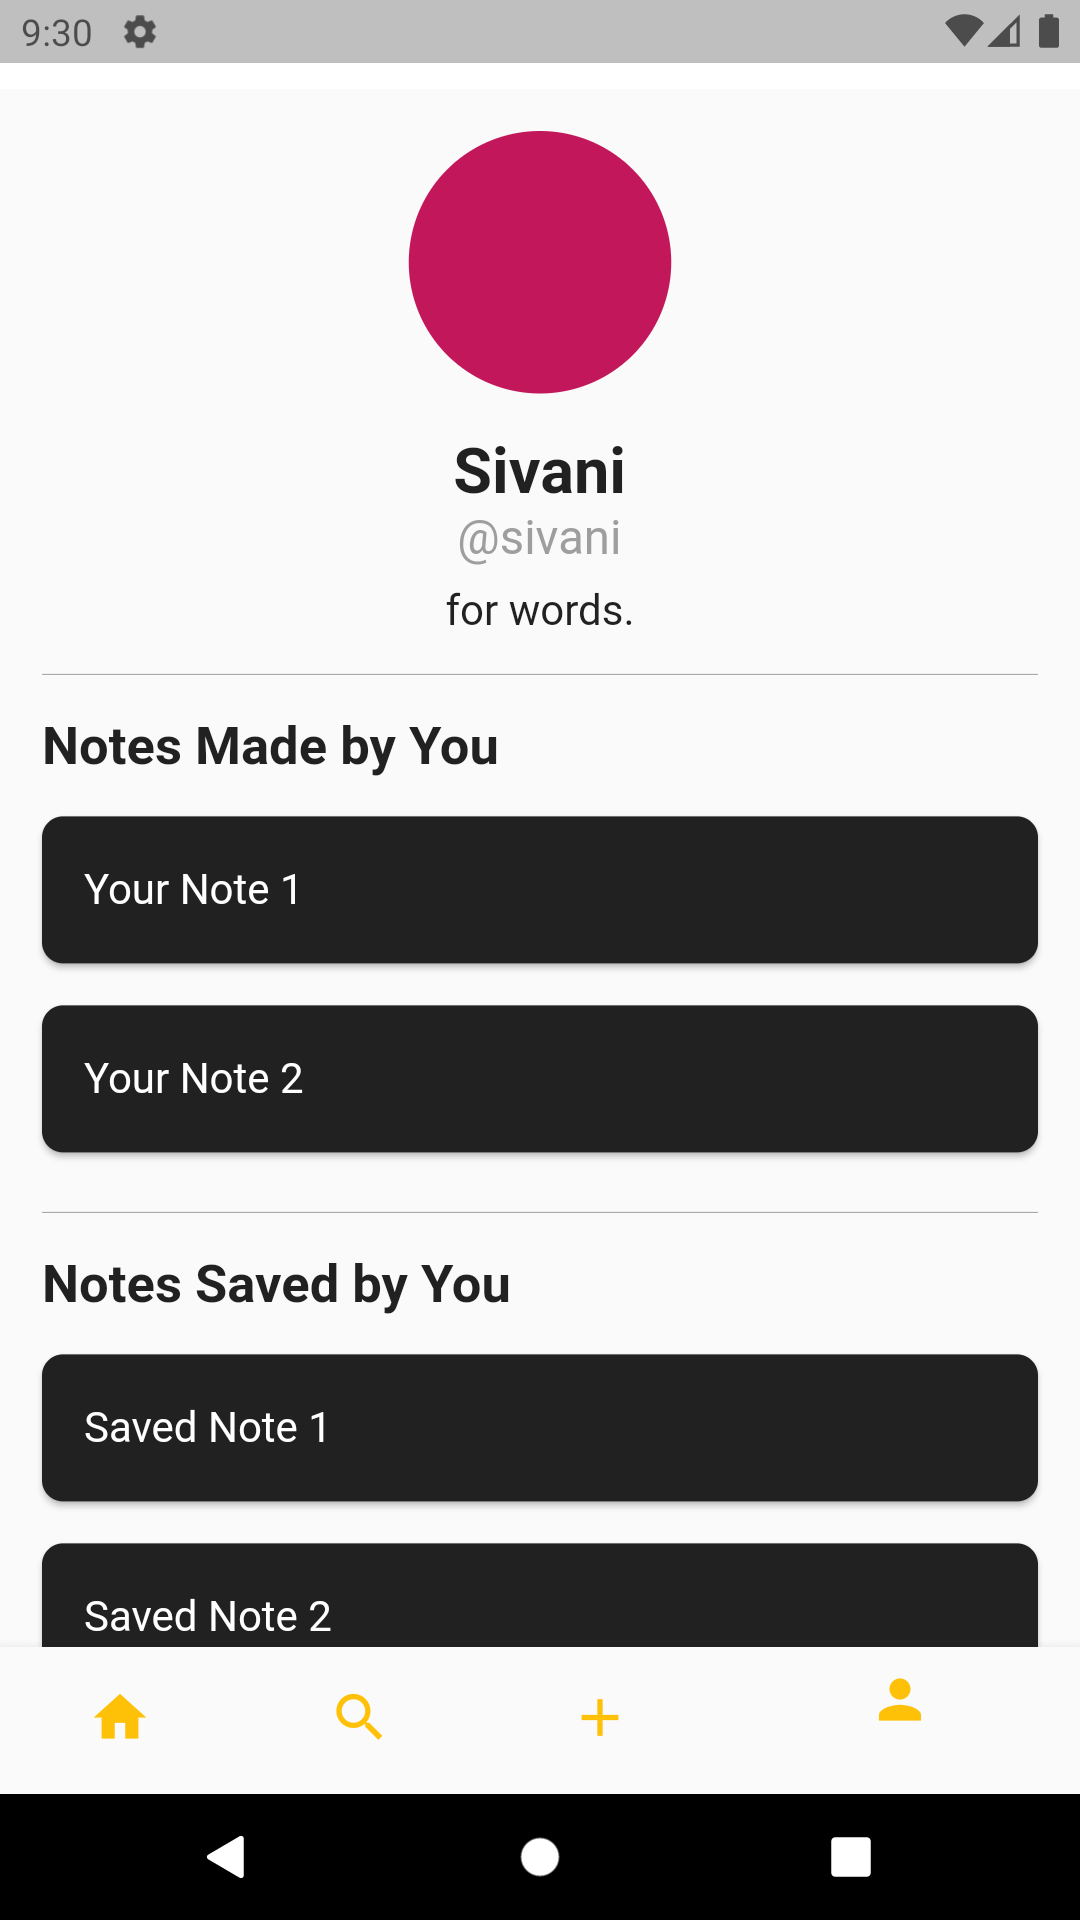 9:30
Sivani
@sivani
for words.
Notes Made by You
Your Note 1
Your Note 2
Notes Saved by You
Saved Note 1
Saved Note 2